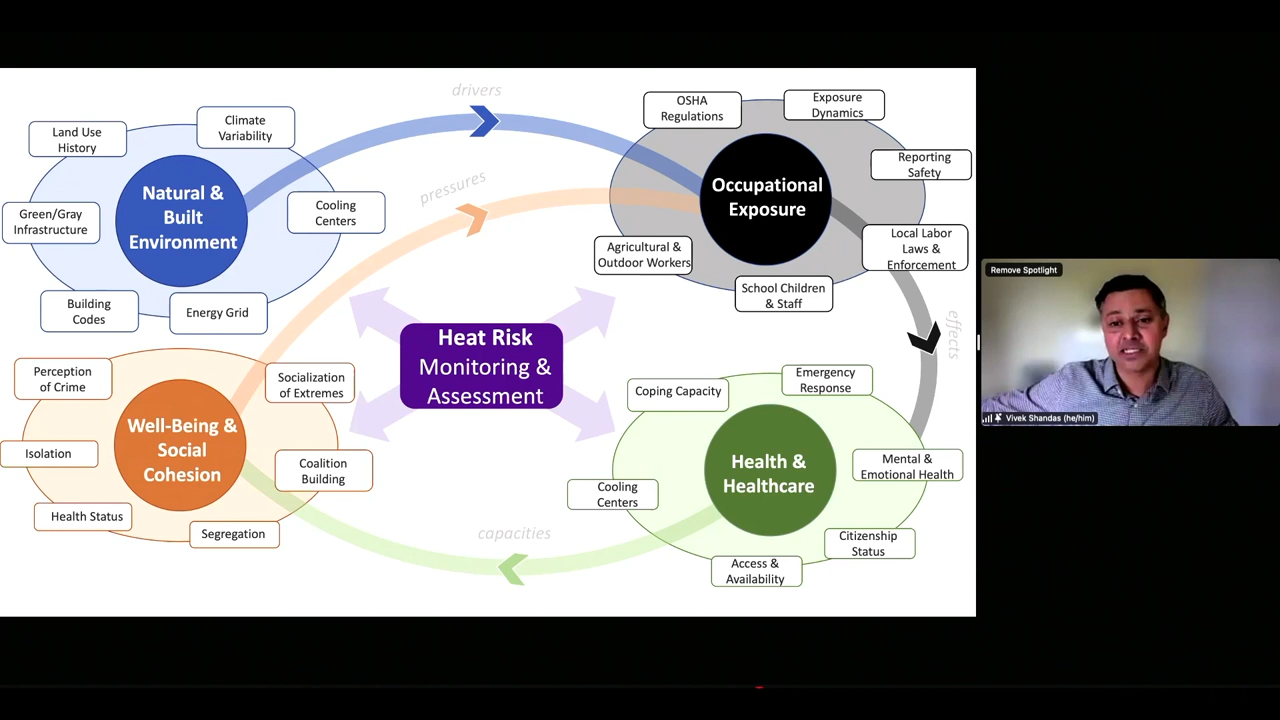 drivers
Land Use
History
Climate
Variability
Green/Gray
Infrastructure
Natural &
Built
Environment
Cooling
Centers
Building
Codes
Energy Grid
pressures
OSHA
Regulations
Exposure
Dynamics
Reporting
Safety
Occupational
Exposure
Agricultural &
Outdoor Workers
Local Labor
Laws &
Enforcement
School Children
& Staff
effects
Heat Risk
Monitoring &
Assessment
Perception
of Crime
Socialization
of Extremes
Isolation
Well-Being &
Social
Cohesion
Coalition
Building
Health Status
Segregation
capacities
Coping Capacity
Emergency
Response
Health &
Healthcare
Mental &
Emotional Health
Cooling
Centers
Citizenship
Status
Access &
Availability
Remove Spotlight
Vivek Shandas (he/him)